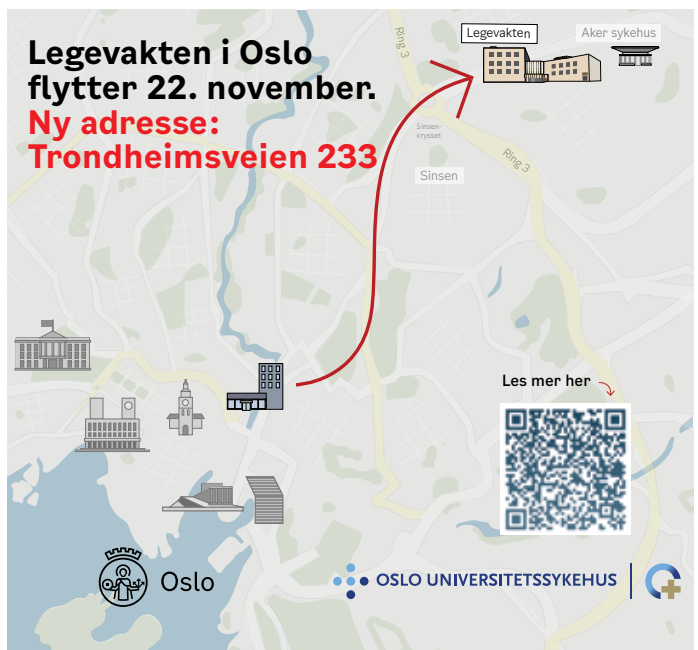 Legevakten i Oslo
flytter 22. november.
Ny adresse:
Trondheimsveien 233
Ring 3
Legevakten
Aker sykehus
Sinsen-
krysset
Ring 3
Sinsen
Les mer her
Oslo
OSLO UNIVERSITETSSYKEHUS